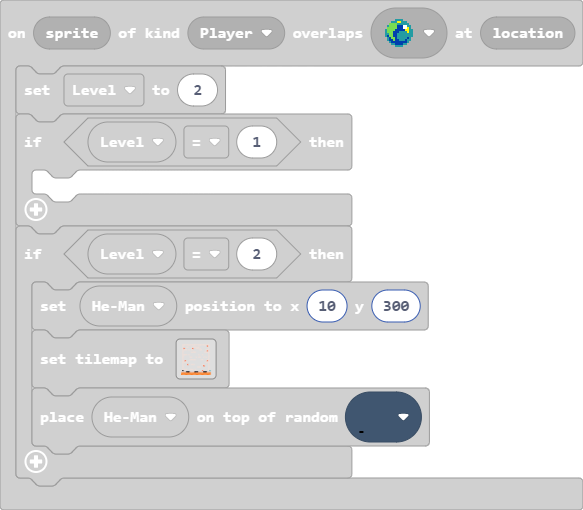 on sprite of kind Player overlaps at location
set Level to 2
if Level = 1 then
if Level = 2 then
set He-Man position to x 10 y 300
set tilemap to
place He-Man on top of random